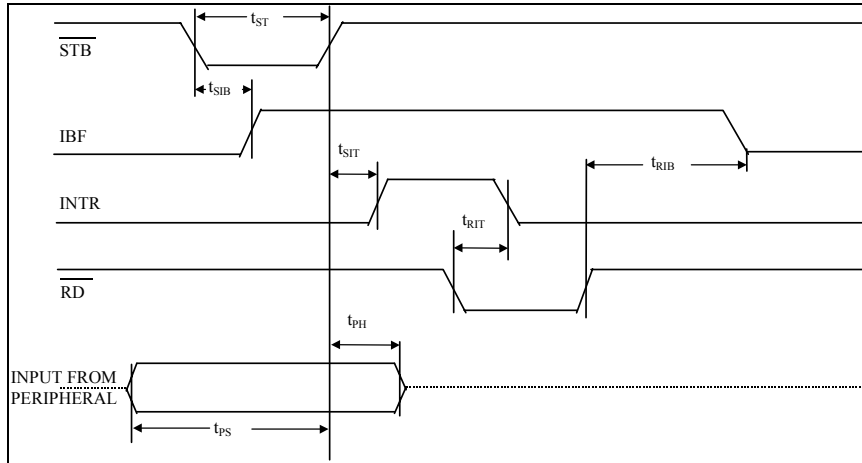 tST
STB
tSIB
IBF
tSIT
tRIB
INTR
tRIT
RD
tPH
INPUT FROM
PERIPHERAL
tPS